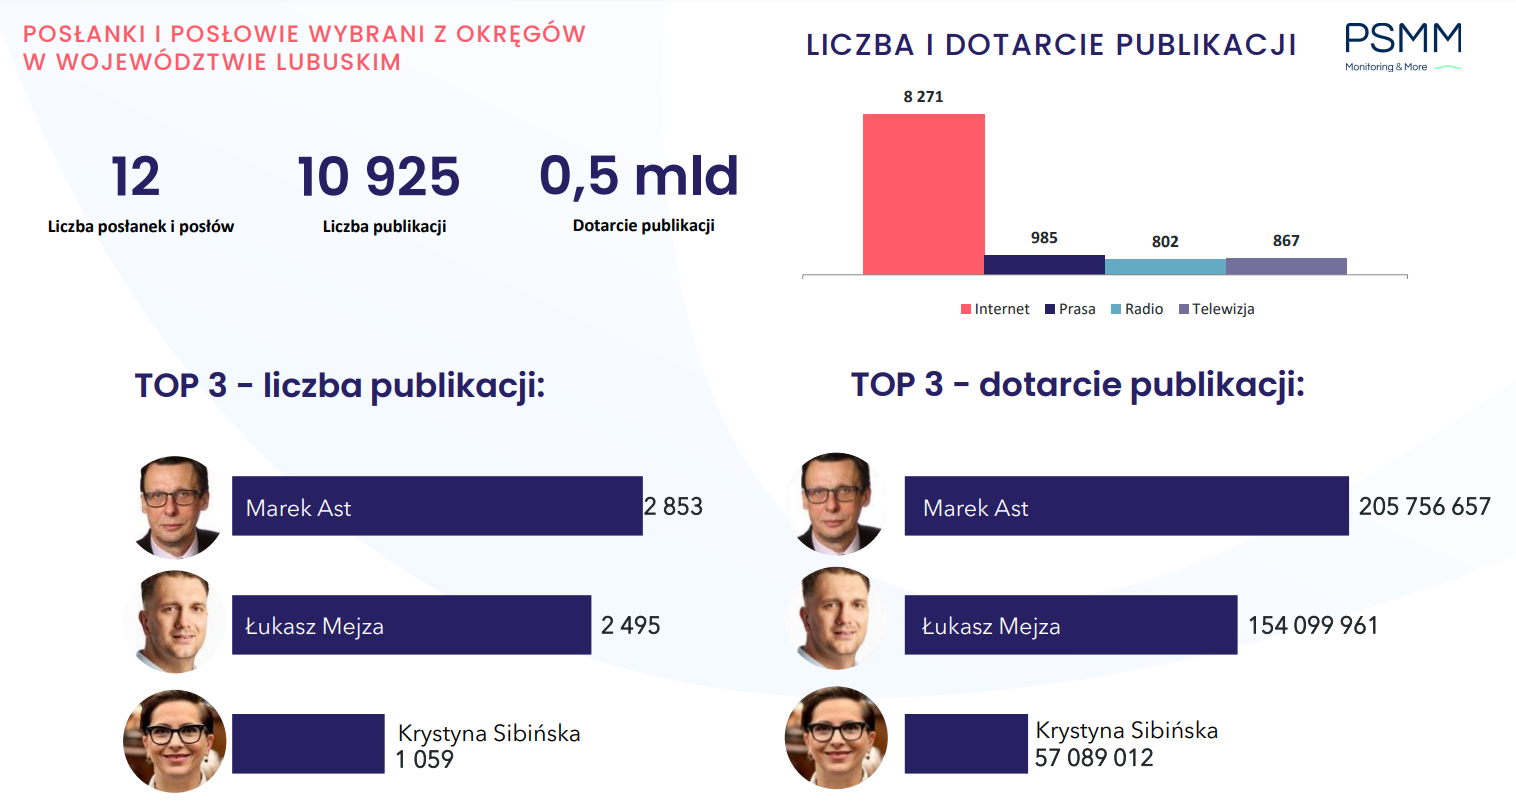 POSŁANKI I POSŁOWIE WYBRANI Z OKRĘGÓW
W WOJEWÓDZTWIE LUBUSKIM
12
Liczba posłanek i posłów
10 925
Liczba publikacji
0,5 mld
Dotarcie publikacji
LICZBA I DOTARCIE PUBLIKACJI
PSMM
Monitoring & More
8 271
985
802
867
Internet Prasa Radio Telewizja
TOP 3 - liczba publikacji:
Marek Ast 2 853
Łukasz Mejza 2 495
Krystyna Sibińska
1 059
TOP 3 - dotarcie publikacji:
Marek Ast 205 756 657
Łukasz Mejza 154 099 961
Krystyna Sibińska
57 089 012